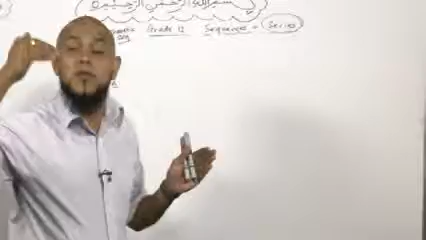 بسم الله الرحمن الرحيم
Grade 12 Sequences + Series